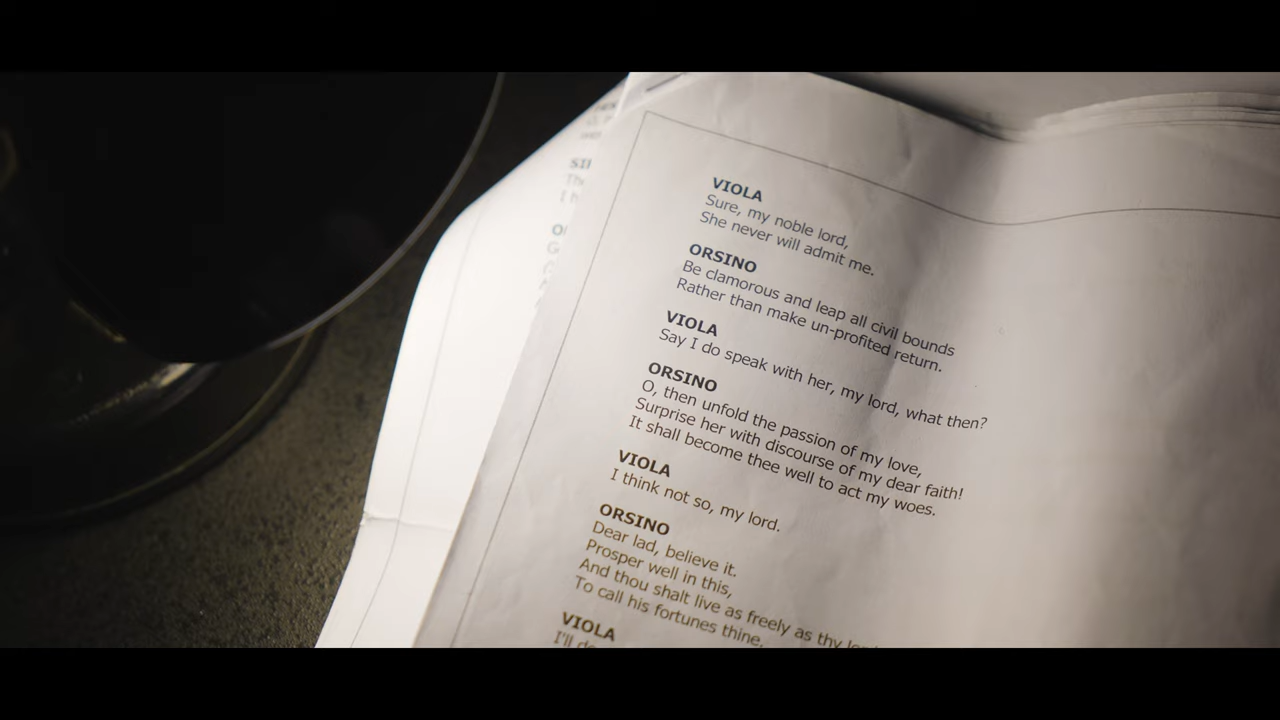 VIOLA
Sure, my noble lord,
She never will admit me.
ORSINO
Be clamorous and leap all civil bounds
Rather than make un-profited return.
VIOLA
Say I do speak with her, my lord, what then?
ORSINO
O, then unfold the passion of my love,
Surprise her with discourse of my dear faith!
It shall become thee well to act my woes.
VIOLA
I think not so, my lord.
ORSINO
Dear lad, believe it.
Prosper well in this,
And thou shalt live as freely as thy
To call his fortunes thine.
VIOLA
I'll